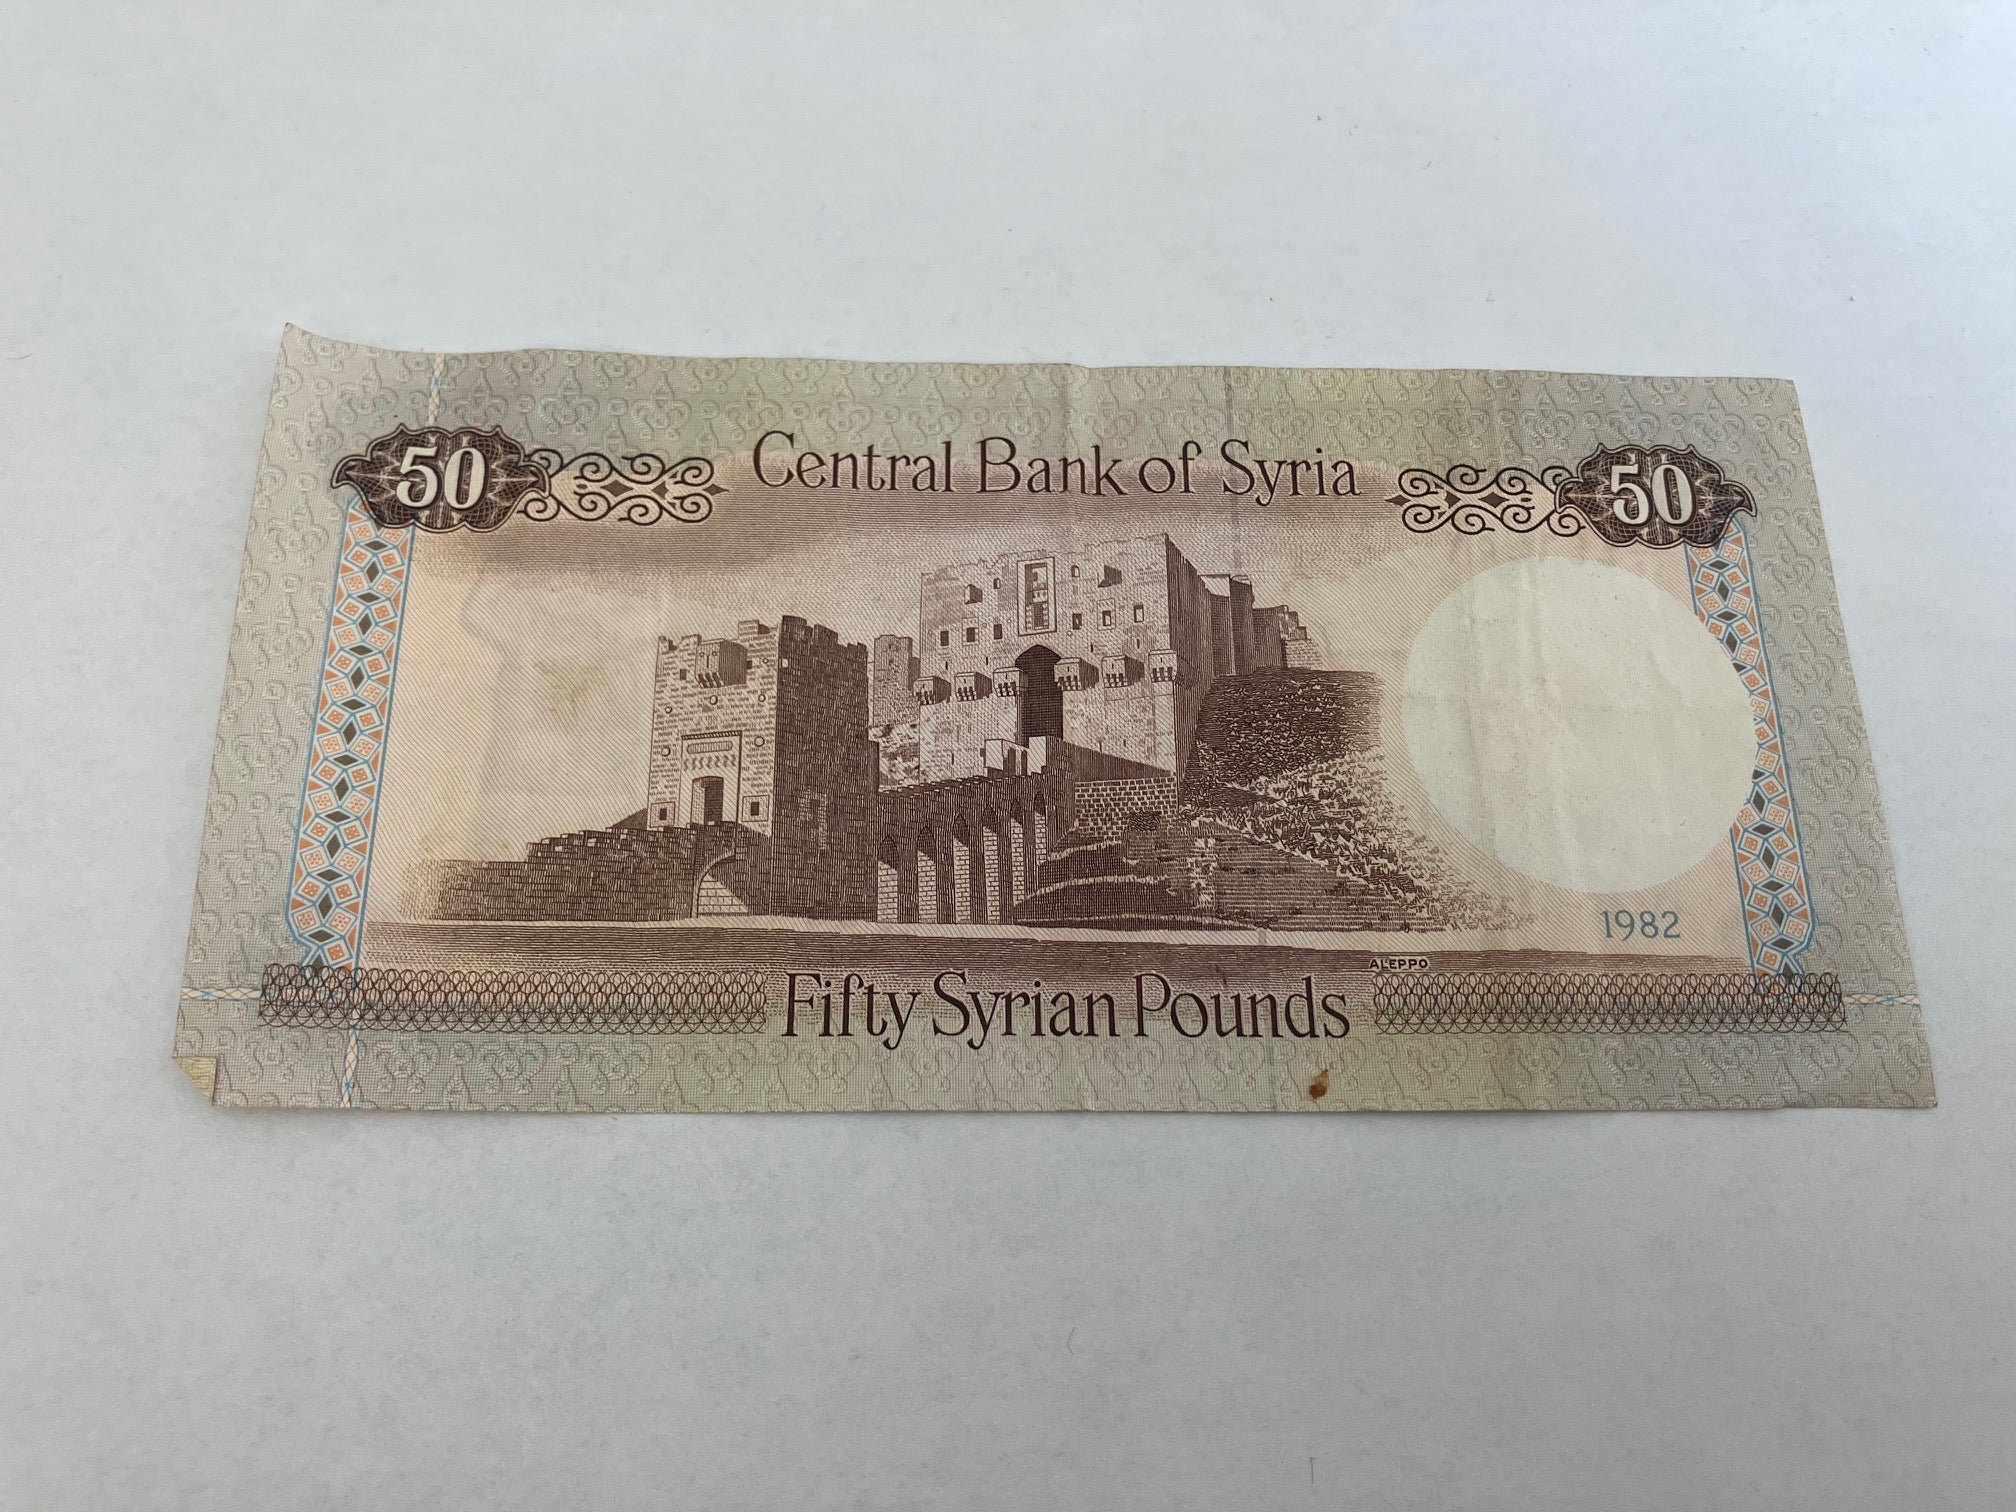 50 Central Bank of Syria 50
1982
ALEPPO
Fifty Syrian Pounds